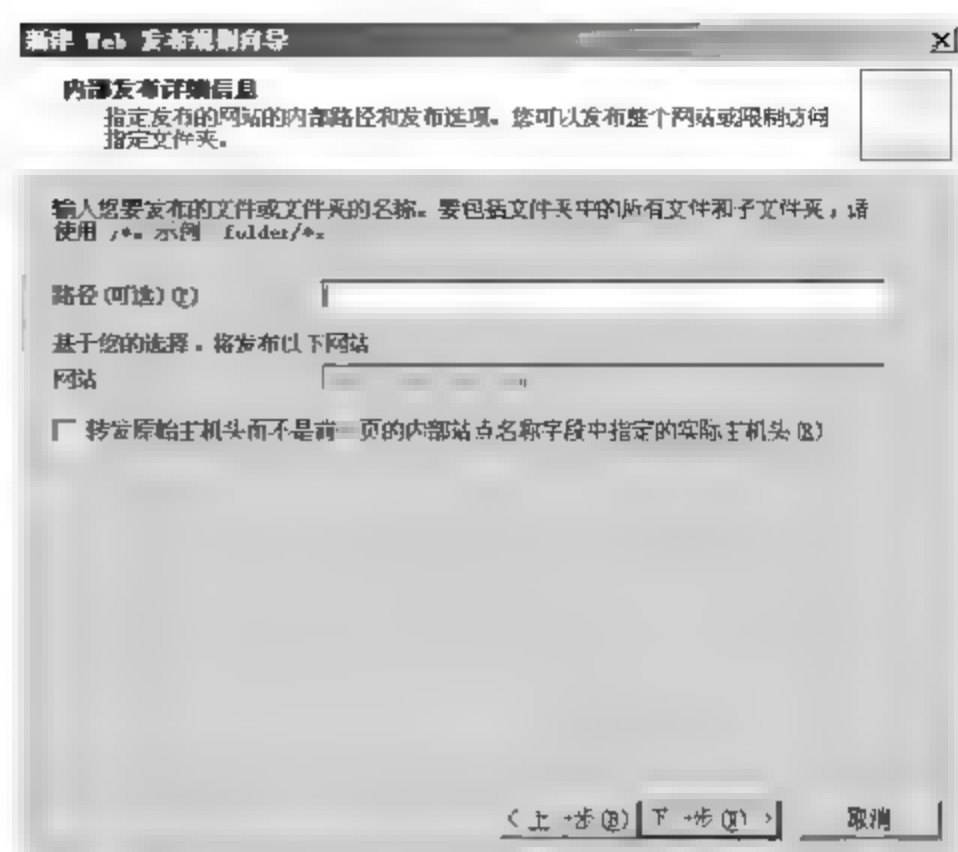 新建 Web 发布规则向导
内部发布详细信息
指定发布的网站的内部路径和发布选项。您可以发布整个网站或限制访问
指定文件夹。
输入您要发布的文件或文件夹的名称。要包括文件夹中的所有文件和子文件夹，请
使用 /*。示例 folder/*。
路径(可选)(P)
基于您的选择，将发布以下网站
网站
转发原始主机头而不是前一页的内部站点名称字段中指定的实际主机头(R)
< 上一步(B) 下一步(N) > 取消